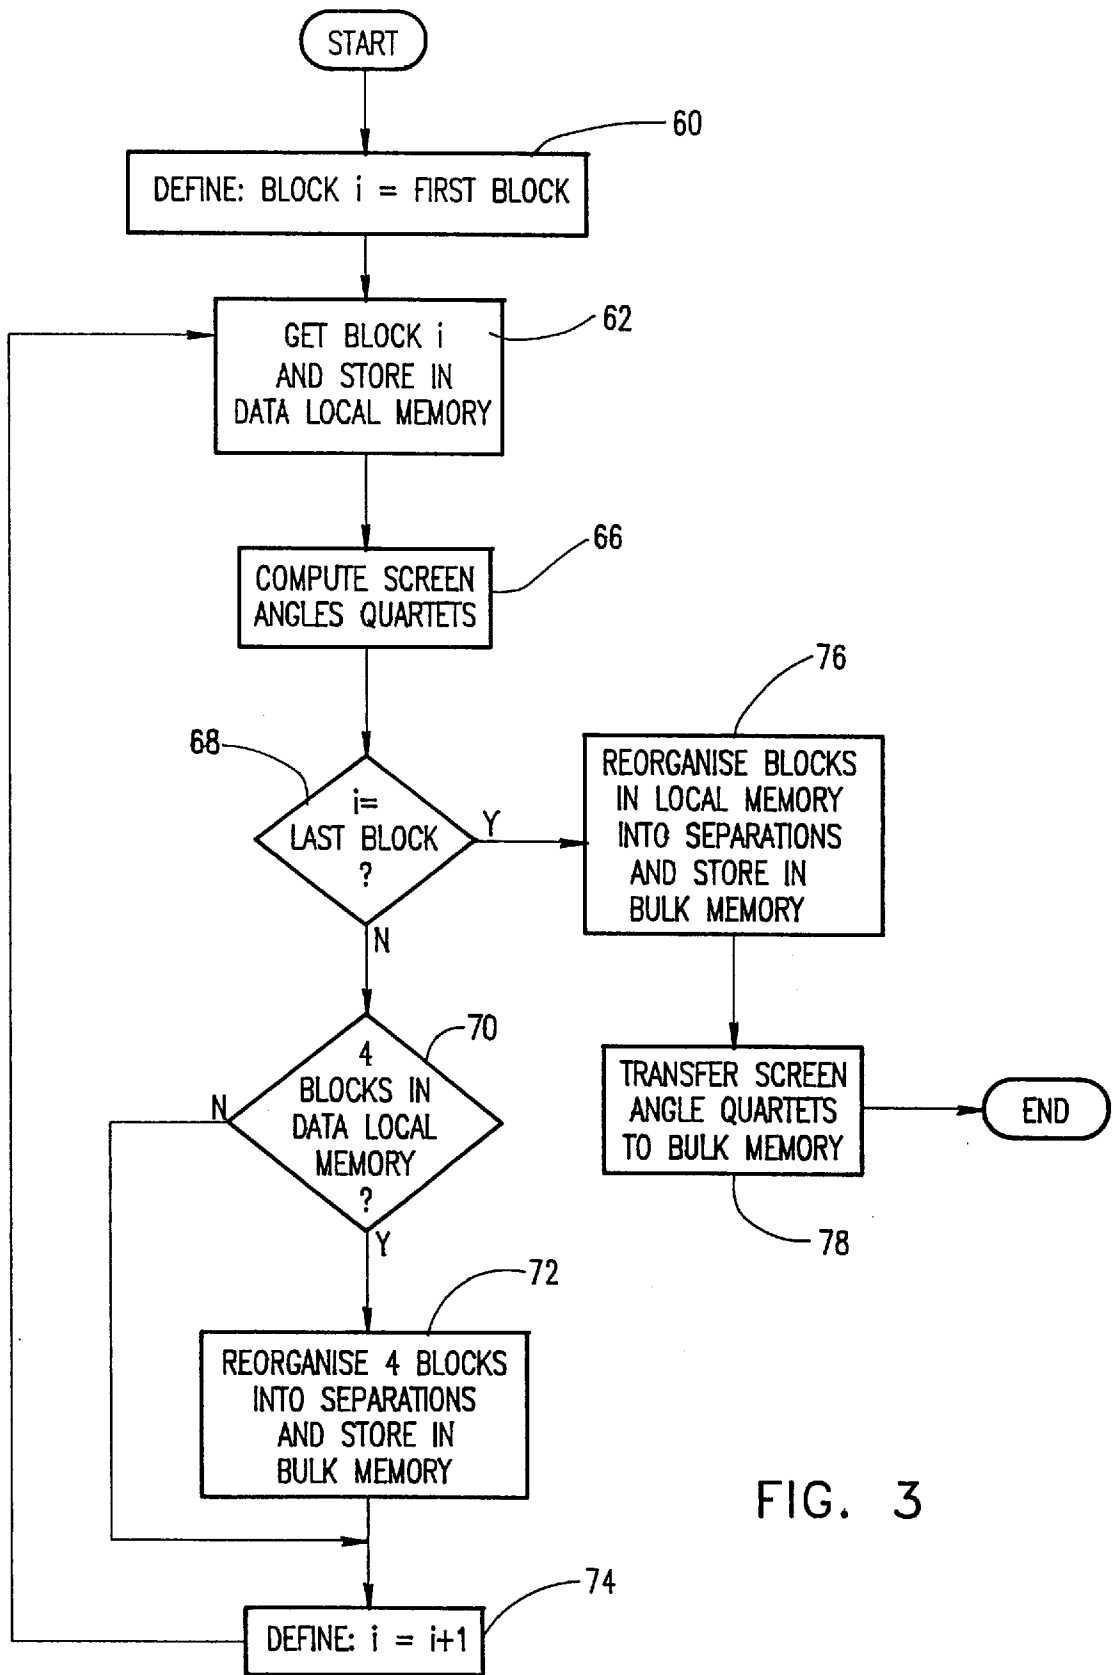 START
60
DEFINE: BLOCK i = FIRST BLOCK
62
GET BLOCK i
AND STORE IN
DATA LOCAL MEMORY
66
COMPUTE SCREEN
ANGLES QUARTETS
68
i=
LAST BLOCK
?
Y
N
76
REORGANISE BLOCKS
IN LOCAL MEMORY
INTO SEPARATIONS
AND STORE IN
BULK MEMORY
70
4
BLOCKS IN
DATA LOCAL
MEMORY
?
N
Y
TRANSFER SCREEN
ANGLE QUARTETS
TO BULK MEMORY
78
END
72
REORGANISE 4 BLOCKS
INTO SEPARATIONS
AND STORE IN
BULK MEMORY
74
DEFINE: i = i+1
FIG. 3